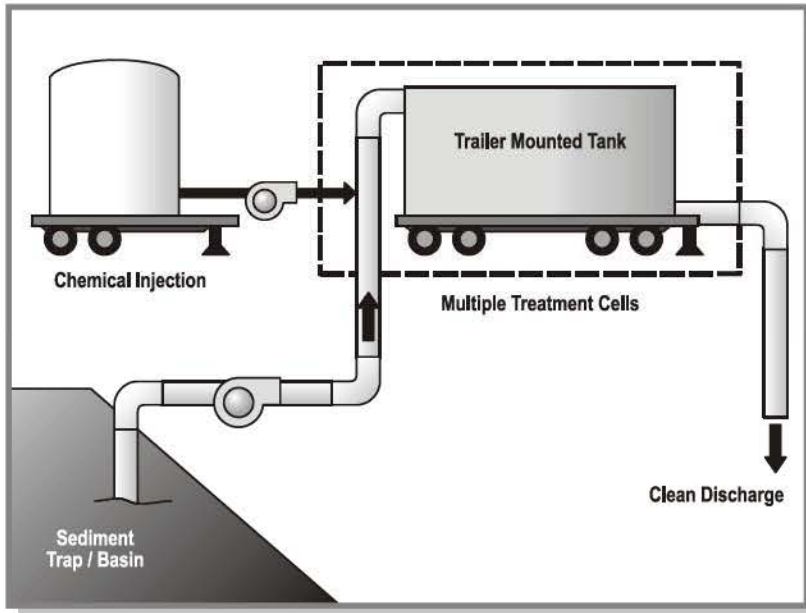 Trailer Mounted Tank
Chemical Injection
Multiple Treatment Cells
Clean Discharge
Sediment
Trap / Basin